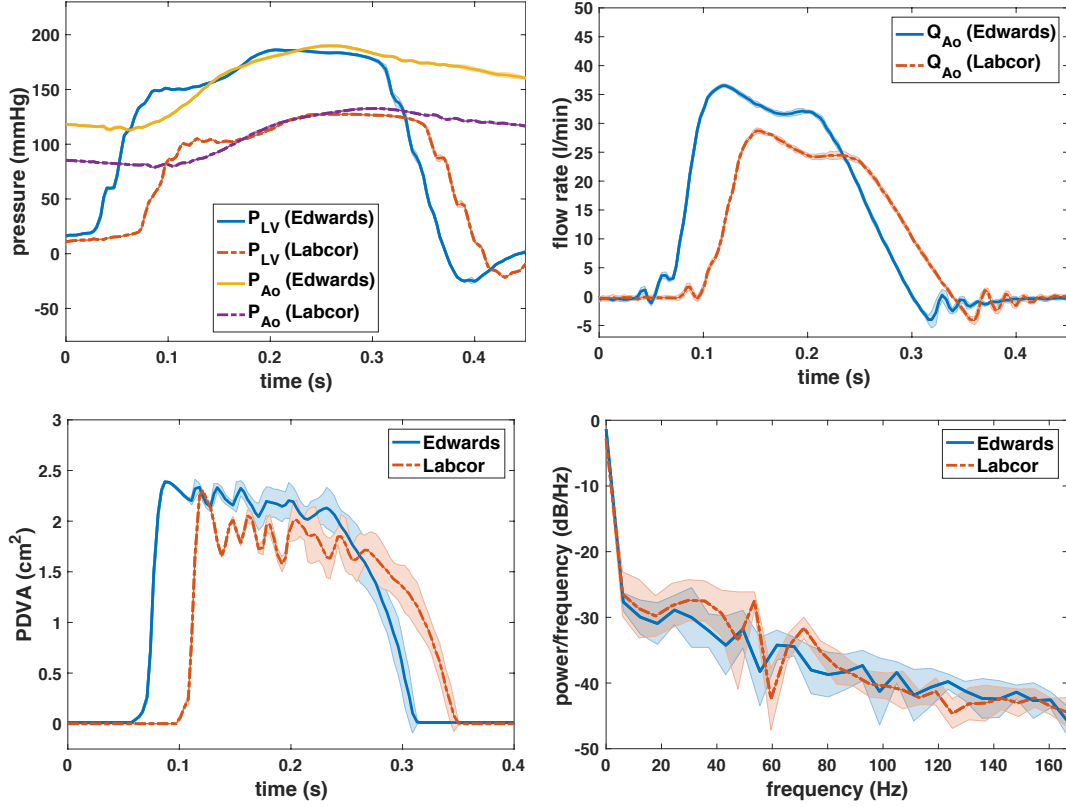 200
150
100
50
0
-50
pressure (mmHg)
P_LV (Edwards)
P_LV (Labcor)
P_Ao (Edwards)
P_Ao (Labcor)
0 0.1 0.2 0.3 0.4
time (s)
50
45
40
35
30
25
20
15
10
5
0
-5
flow rate (l/min)
Q_Ao (Edwards)
Q_Ao (Labcor)
0 0.1 0.2 0.3 0.4
time (s)
3
2.5
2
1.5
1
0.5
0
PDVA (cm²)
Edwards
Labcor
0 0.1 0.2 0.3 0.4
time (s)
0
-10
-20
-30
-40
-50
power/frequency (dB/Hz)
Edwards
Labcor
0 20 40 60 80 100 120 140 160
frequency (Hz)